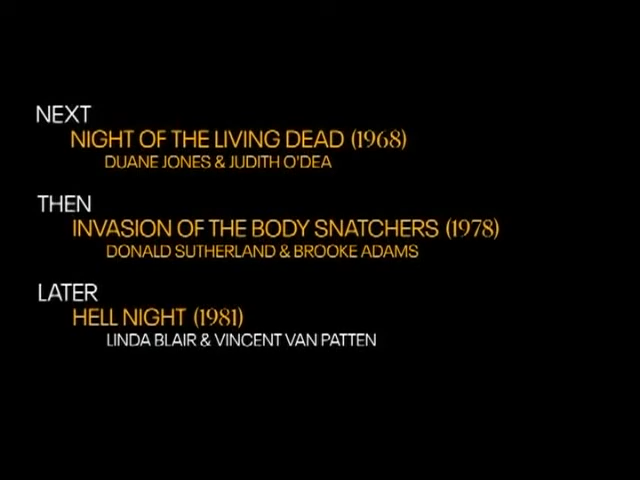 NEXT
NIGHT OF THE LIVING DEAD (1968)
DUANE JONES & JUDITH O'DEA
THEN
INVASION OF THE BODY SNATCHERS (1978)
DONALD SUTHERLAND & BROOKE ADAMS
LATER
HELL NIGHT (1981)
LINDA BLAIR & VINCENT VAN PATTEN